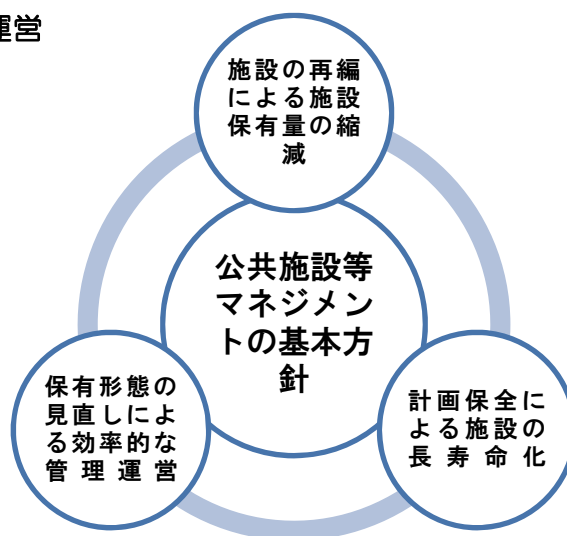 運営
施設の再編
による施設
保有量の縮
減
公共施設等
マネジメン
トの基本方
針
保有形態の
見直しによ
る効率的な
管理運営
計画保全に
よる施設の
長寿命化